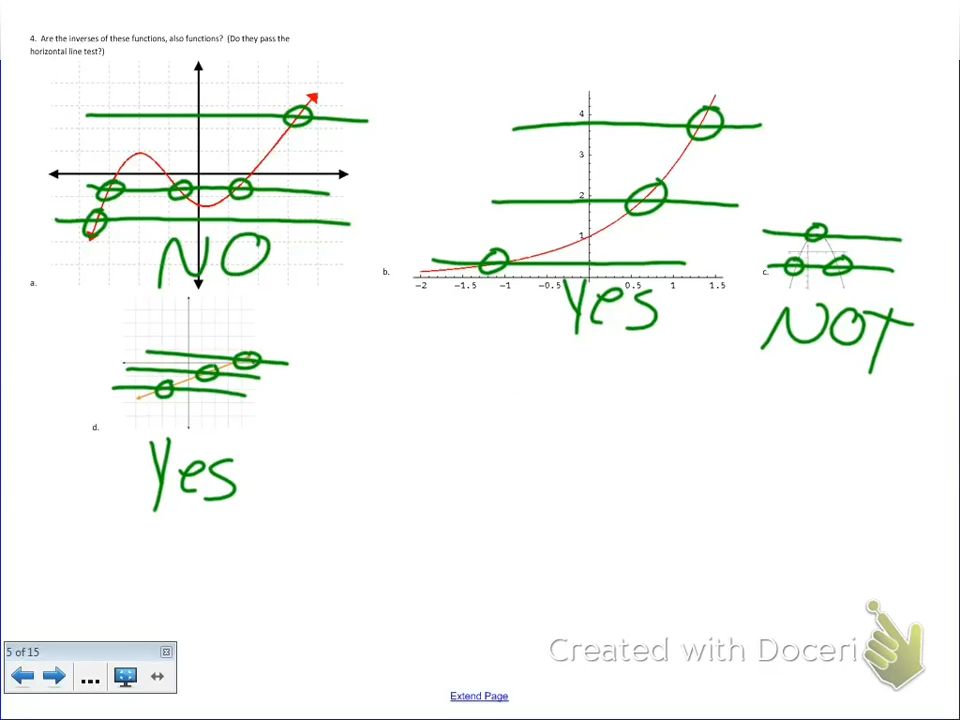 4. Are the inverses of these functions, also functions? (Do they pass the
horizontal line test?)
a.
NO
b.
4
3
2
1
-2 -1.5 -1 -0.5 0.5 1 1.5
Yes
c.
NOT
d.
Yes
Created with Doceri
5 of 15
...
Extend Page